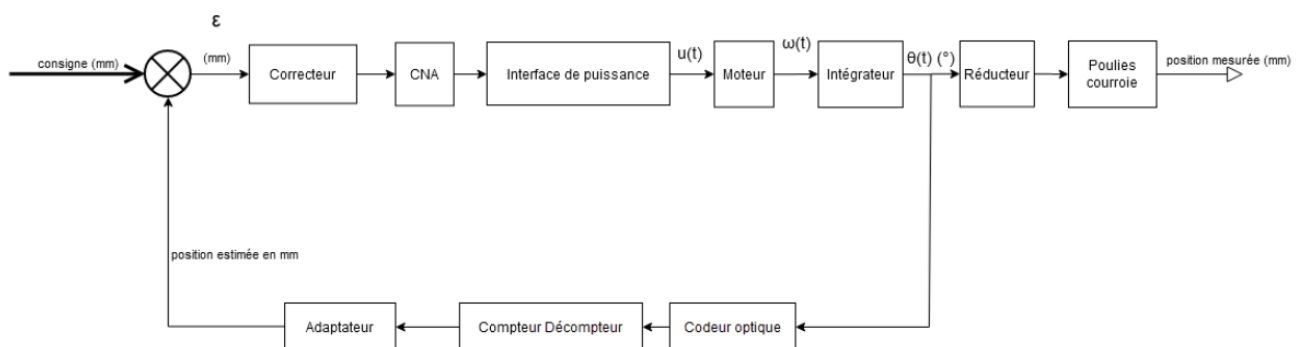 ε
consigne (mm)
(mm)
Correcteur
CNA
Interface de puissance
u(t)
Moteur
ω(t)
Intégrateur
θ(t) (°)
Réducteur
Poulies
courroie
position mesurée (mm)
position estimée en mm
Adaptateur
Compteur Décompteur
Codeur optique